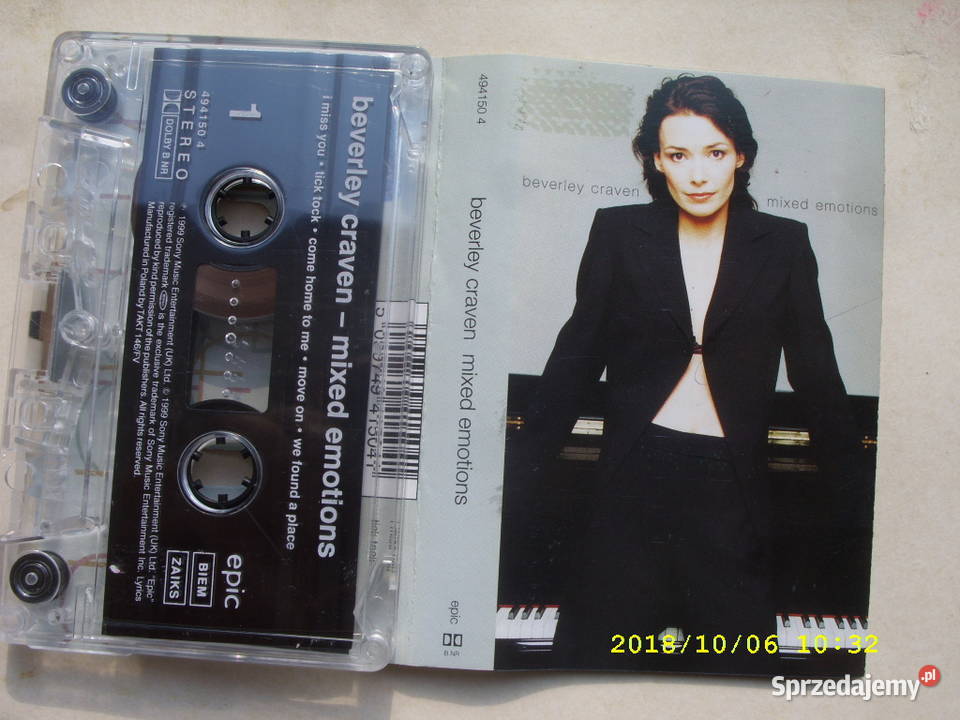 1
494150 4
STEREO
DOLBY B NR
beverley craven – mixed emotions
i miss you • tick tock • come home to me • move on • we found a place
℗ 1999 Sony Music Entertainment (UK) Ltd. © 1999 Sony Music Entertainment (UK) Ltd. "Epic"
registered trademark is the exclusive trademark of Sony Music Entertainment Inc. Lyrics
reproduced by kind permission of the publishers. All rights reserved.
Manufactured in Poland by TAKT 146/FV
epic
BIEM
ZAIKS
494150 4
beverley craven mixed emotions
epic
B NR
beverley craven
mixed emotions
2018/10/06 10:32
Sprzedajemy.pl